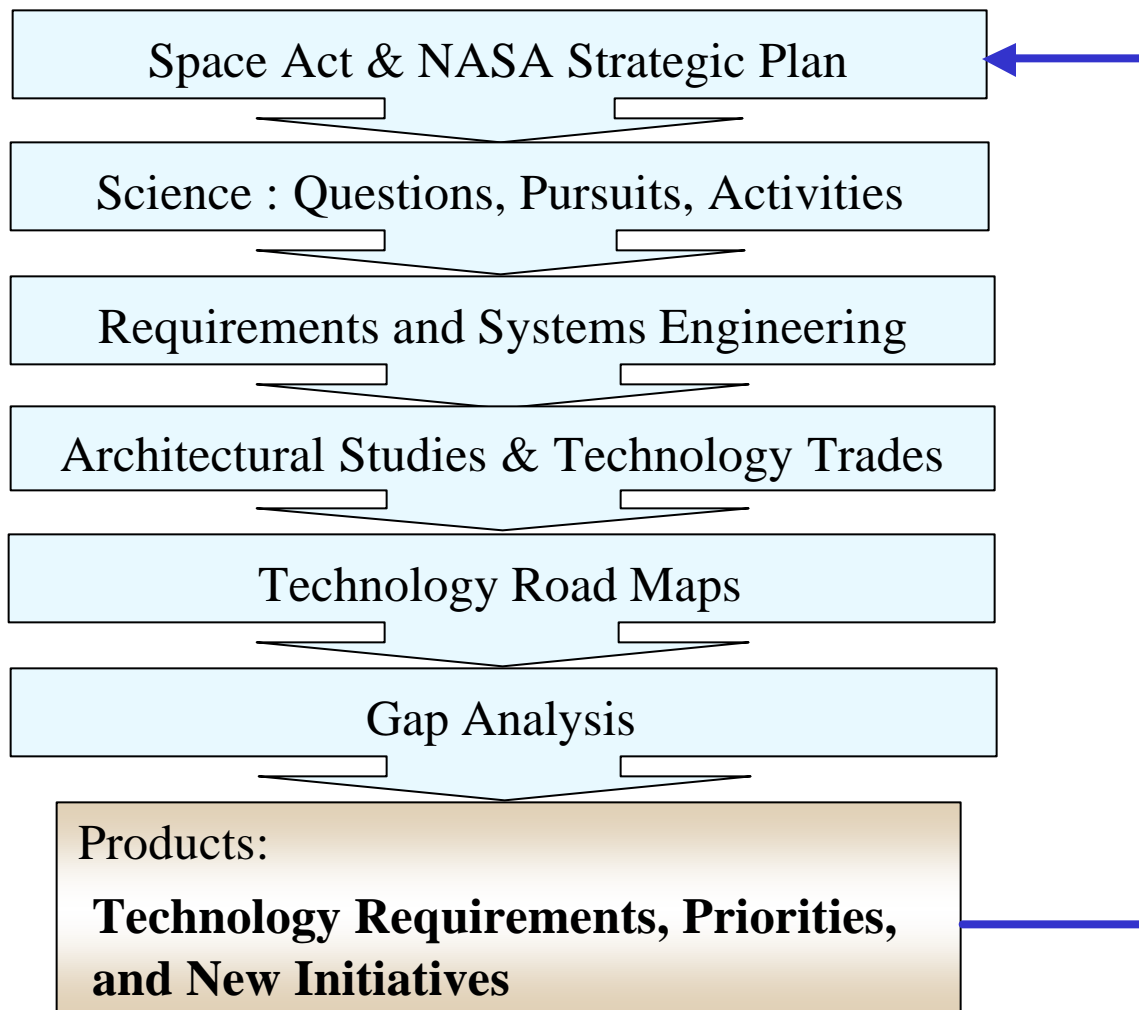 Space Act & NASA Strategic Plan
Science : Questions, Pursuits, Activities
Requirements and Systems Engineering
Architectural Studies & Technology Trades
Technology Road Maps
Gap Analysis
Products:
Technology Requirements, Priorities,
and New Initiatives